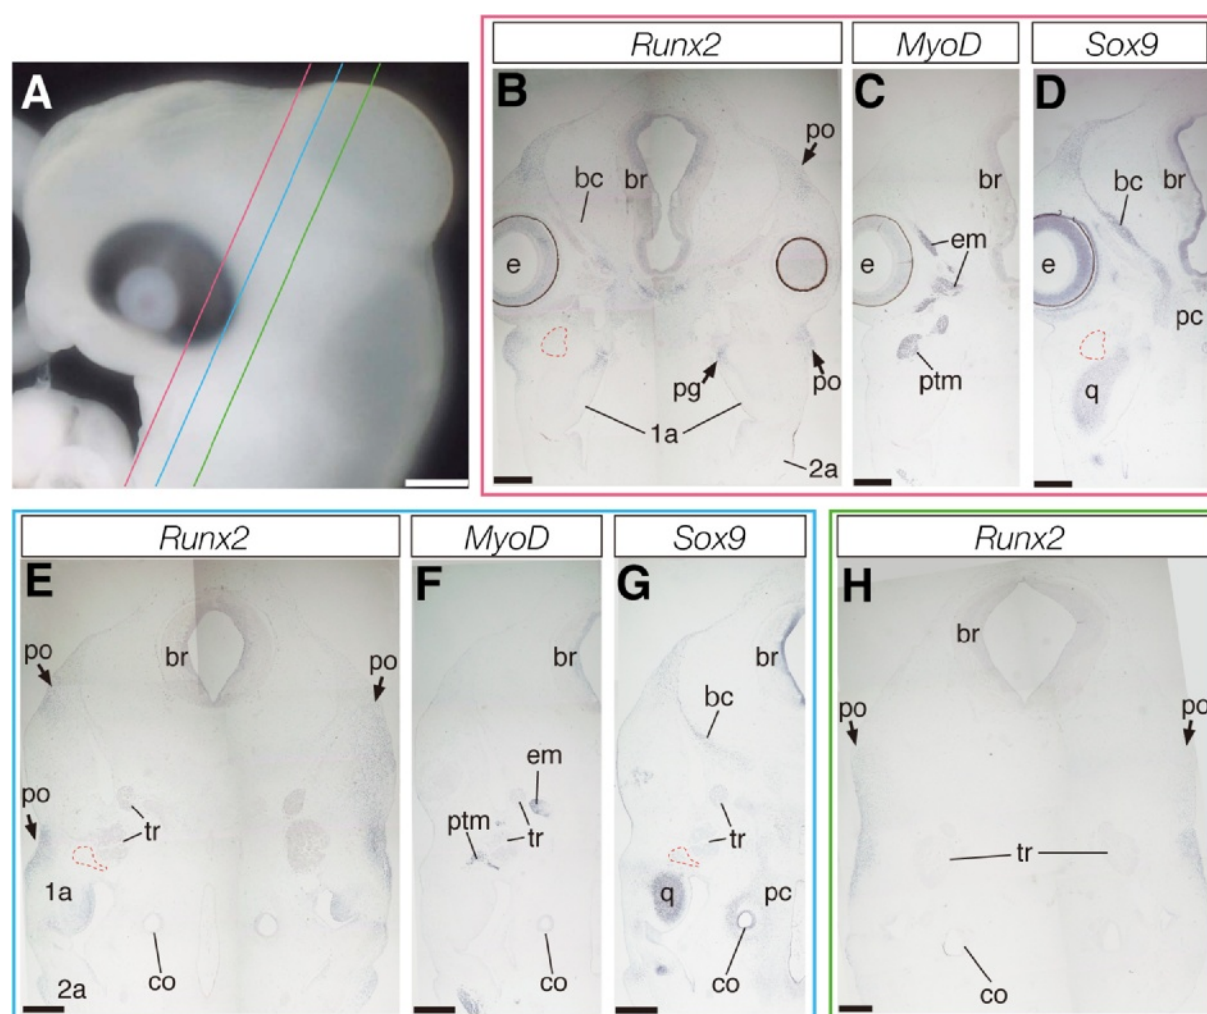 A
Runx2
MyoD
Sox9
B
po
bc
br
e
pg
po
1a
2a
C
br
em
e
ptm
D
bc
br
e
pc
q
Runx2
MyoD
Sox9
Runx2
E
po
br
po
po
tr
1a
co
2a
F
br
em
tr
ptm
co
G
br
bc
tr
q
pc
co
H
br
po
po
tr
co